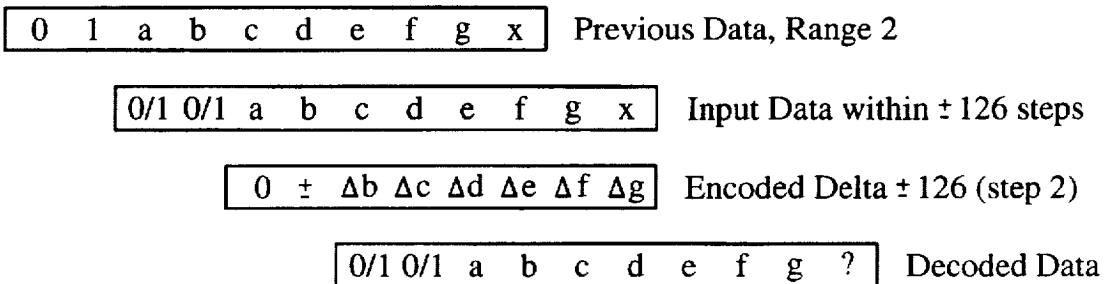 0 1 a b c d e f g x Previous Data, Range 2
0/1 0/1 a b c d e f g x Input Data within ± 126 steps
0 ± Δb Δc Δd Δe Δf Δg Encoded Delta ± 126 (step 2)
0/1 0/1 a b c d e f g ? Decoded Data